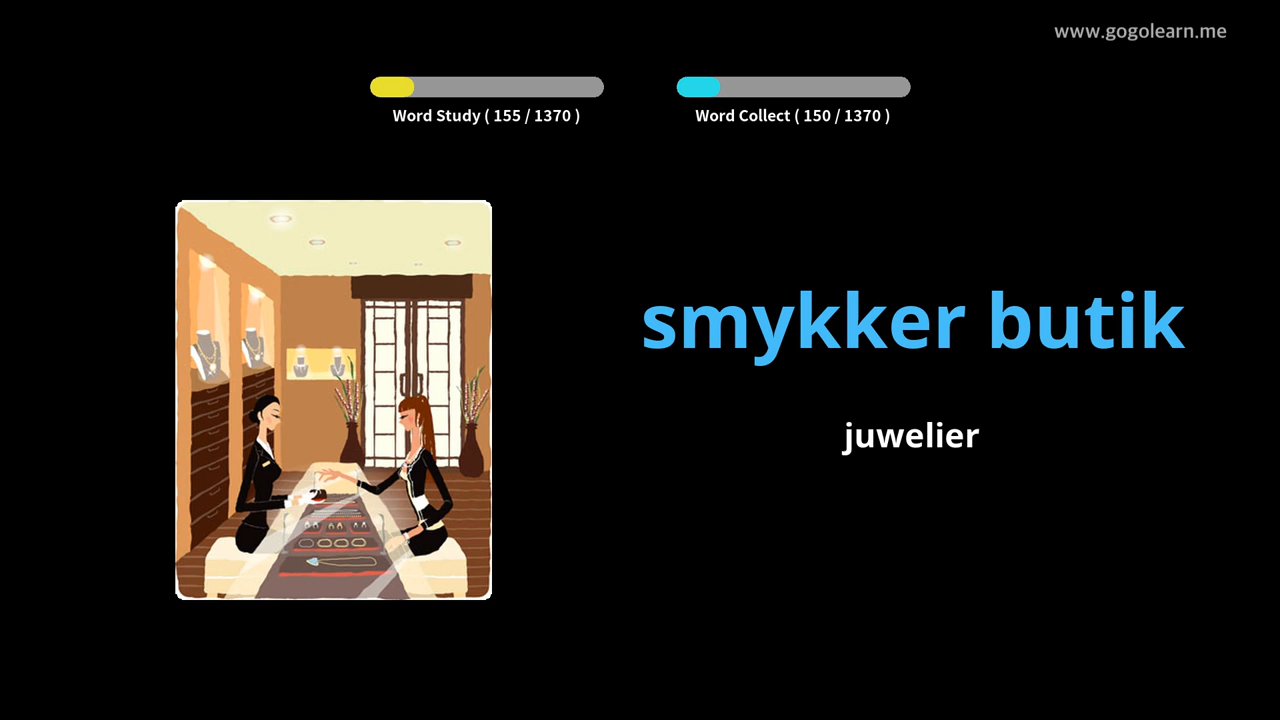 www.gogolearn.me
Word Study ( 155 / 1370 )
Word Collect ( 150 / 1370 )
smykker butik
juwelier